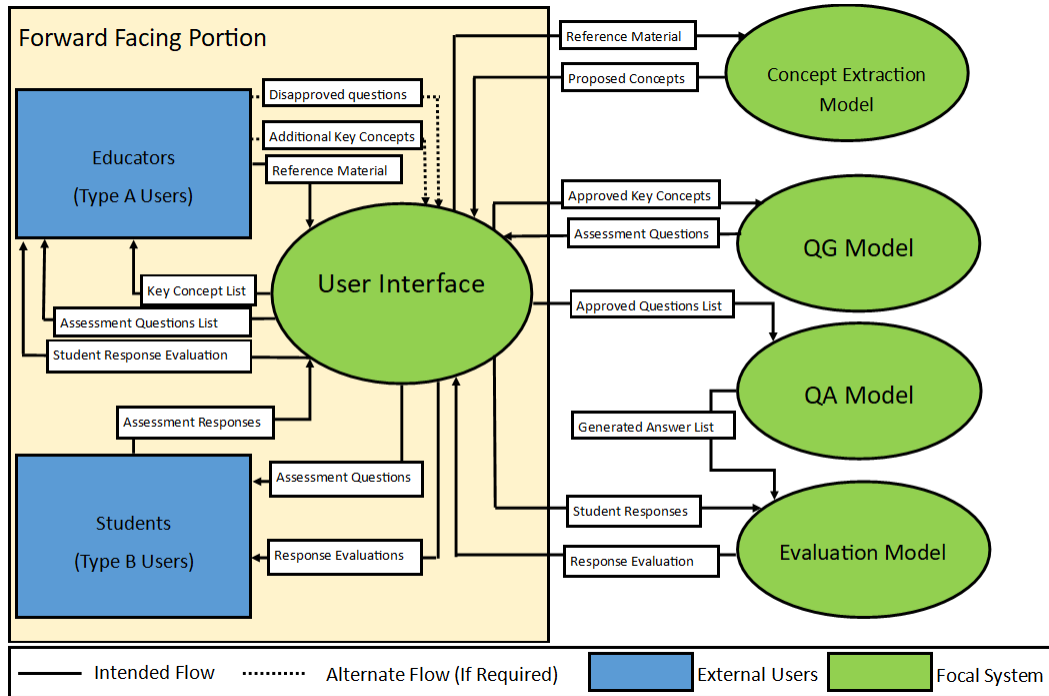 Forward Facing Portion
Disapproved questions
Additional Key Concepts
Reference Material
Educators
(Type A Users)
Key Concept List
Assessment Questions List
Student Response Evaluation
User Interface
Assessment Responses
Students
(Type B Users)
Assessment Questions
Response Evaluations
Reference Material
Proposed Concepts
Concept Extraction
Model
Approved Key Concepts
Assessment Questions
QG Model
Approved Questions List
QA Model
Generated Answer List
Student Responses
Response Evaluation
Evaluation Model
Intended Flow
Alternate Flow (If Required)
External Users
Focal System